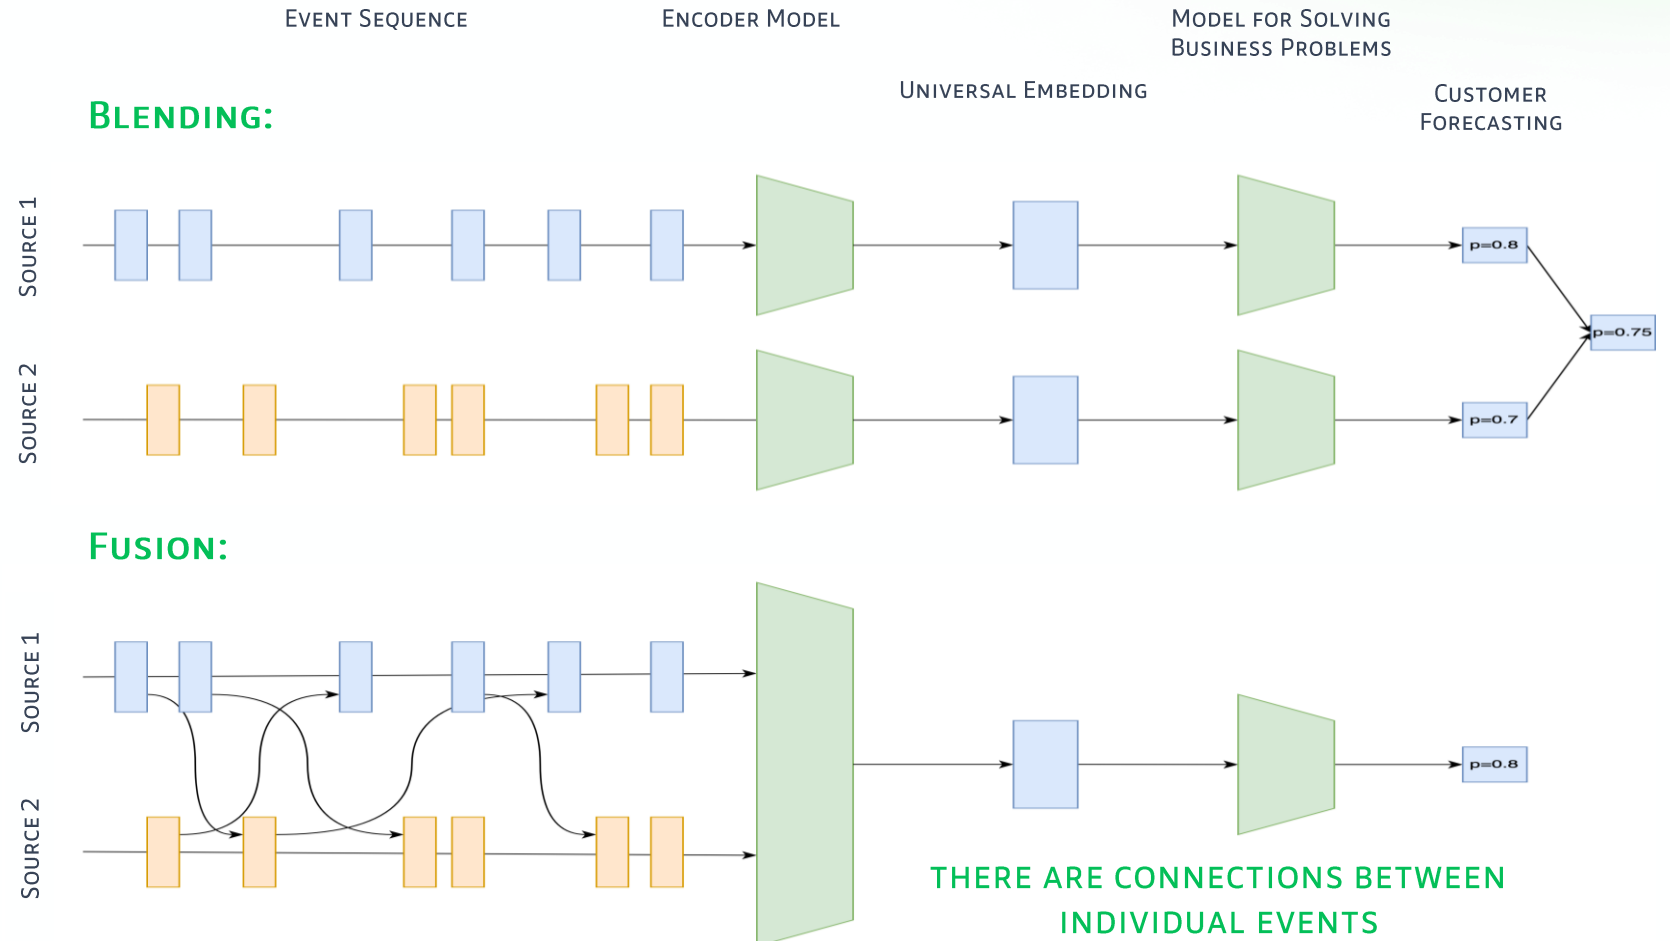 Event Sequence
Encoder Model
Model for Solving
Business Problems
Universal Embedding
Customer
Forecasting
Blending:
Source 1
p=0.8
p=0.75
Source 2
p=0.7
Fusion:
Source 1
p=0.8
Source 2
THERE ARE CONNECTIONS BETWEEN
INDIVIDUAL EVENTS